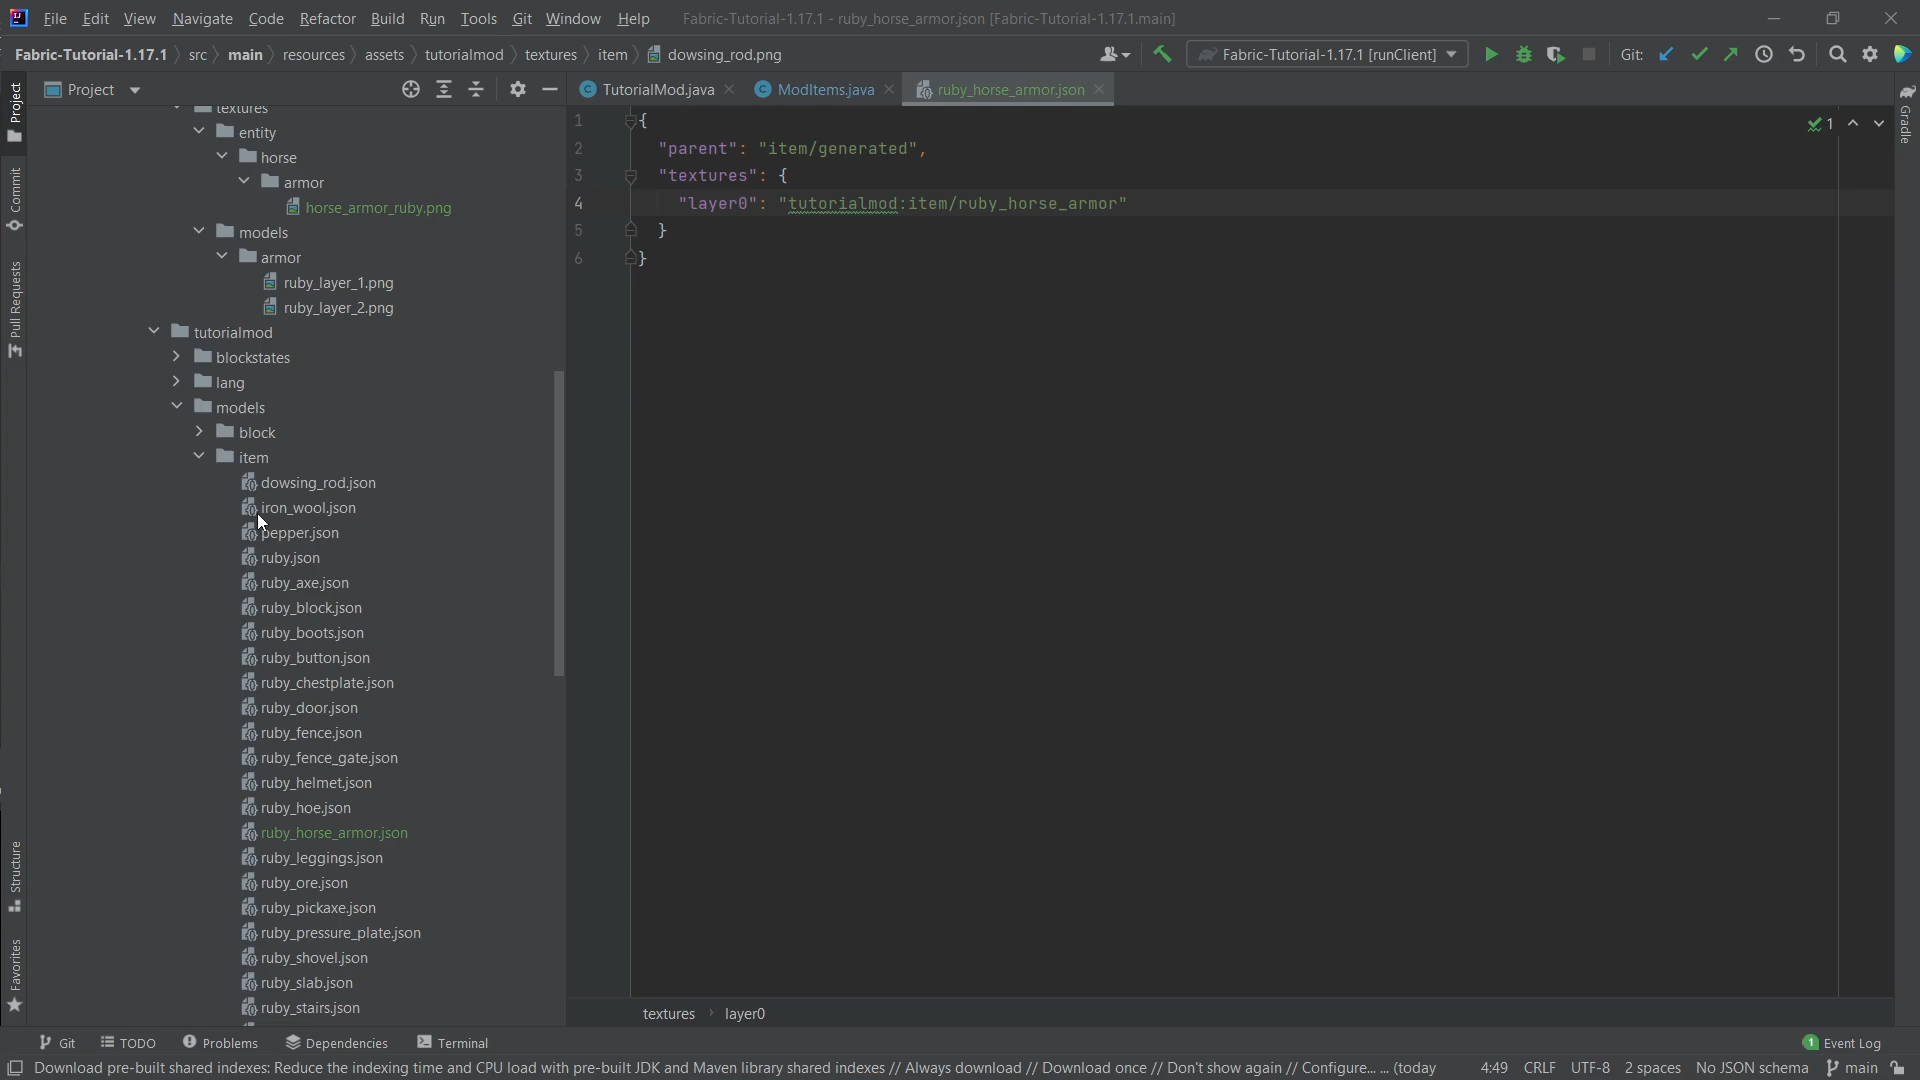 File Edit View Navigate Code Refactor Build Run Tools Git Window Help Fabric-Tutorial-1.17.1 - ruby_horse_armor.json [Fabric-Tutorial-1.17.1.main]
Fabric-Tutorial-1.17.1 src main resources assets tutorialmod textures item dowsing_rod.png Fabric-Tutorial-1.17.1 [runClient] Git:
Project TutorialMod.java ModItems.java ruby_horse_armor.json
Project
Commit
Pull Requests
Structure
Favorites
Gradle
textures
entity
horse
armor
horse_armor_ruby.png
models
armor
ruby_layer_1.png
ruby_layer_2.png
tutorialmod
blockstates
lang
models
block
item
dowsing_rod.json
iron_wool.json
pepper.json
ruby.json
ruby_axe.json
ruby_block.json
ruby_boots.json
ruby_button.json
ruby_chestplate.json
ruby_door.json
ruby_fence.json
ruby_fence_gate.json
ruby_helmet.json
ruby_hoe.json
ruby_horse_armor.json
ruby_leggings.json
ruby_ore.json
ruby_pickaxe.json
ruby_pressure_plate.json
ruby_shovel.json
ruby_slab.json
ruby_stairs.json
1 {
2 "parent": "item/generated",
3 "textures": {
4 "layer0": "tutorialmod:item/ruby_horse_armor"
5 }
6 }
1
textures layer0
Git TODO Problems Dependencies Terminal 1 Event Log
Download pre-built shared indexes: Reduce the indexing time and CPU load with pre-built JDK and Maven library shared indexes // Always download // Download once // Don't show again // Configure... ... (today 4:49 CRLF UTF-8 2 spaces No JSON schema main